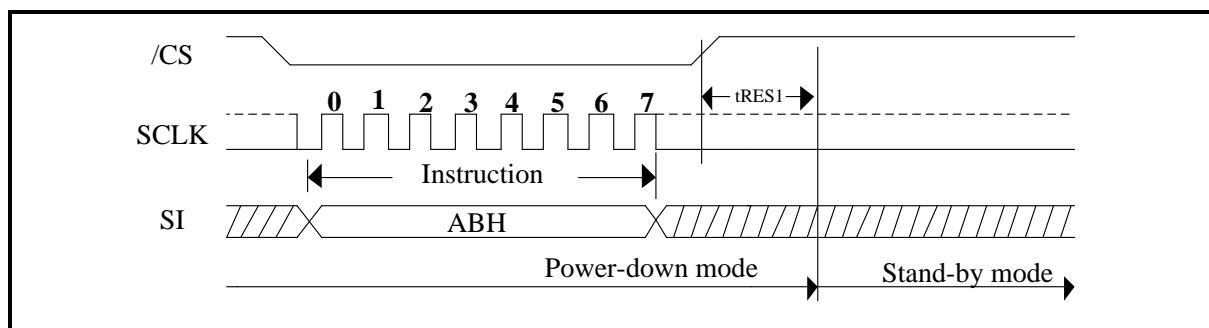 /CS
tRES1
0 1 2 3 4 5 6 7
SCLK
Instruction
SI
ABH
Power-down mode
Stand-by mode